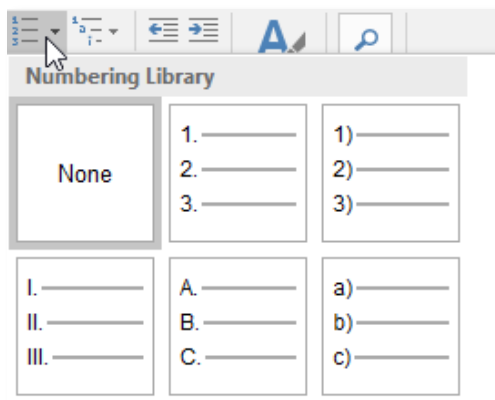 Numbering Library
None
1.
2.
3.
1)
2)
3)
I.
II.
III.
A.
B.
C.
a)
b)
c)